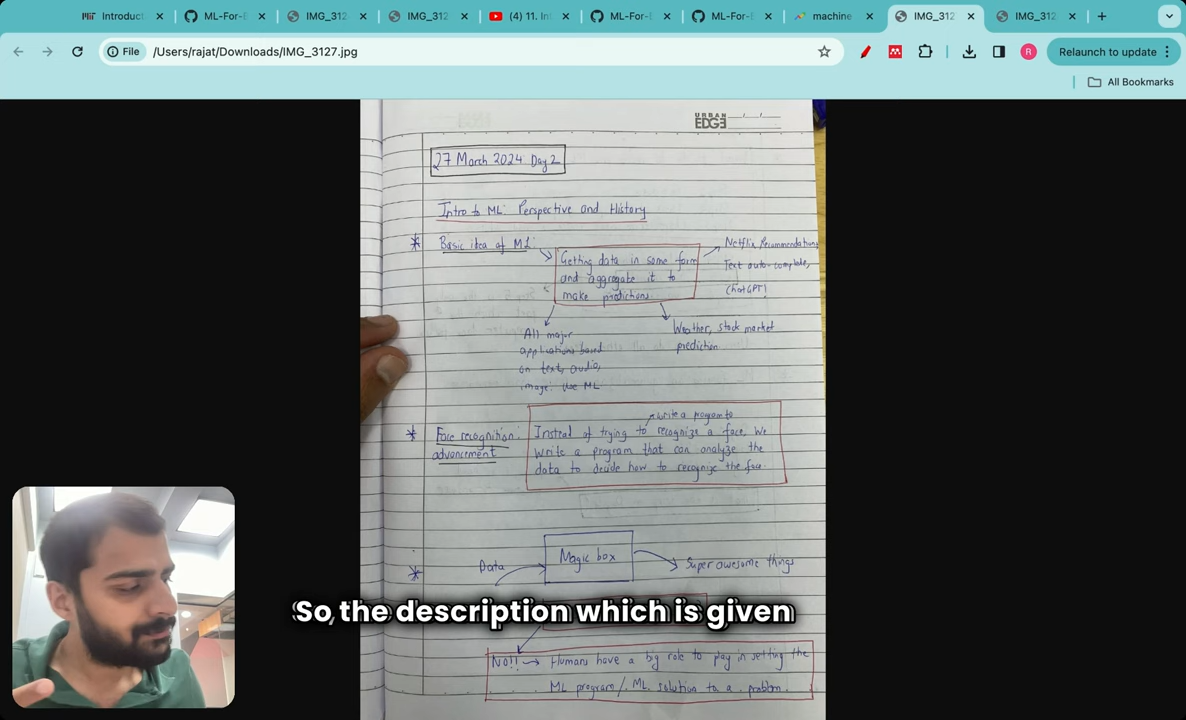 Introduct
ML-For-B
IMG_312
IMG_312
(4) 11. Int
ML-For-B
ML-For-B
machine
IMG_312
IMG_312
File /Users/rajat/Downloads/IMG_3127.jpg
R
Relaunch to update
All Bookmarks
URBAN
EDGE
27 March 2024 Day 2
Intro to ML: Perspective and History
* Basic idea of ML:
Getting data in some form
and aggregate it to
make predictions.
Netflix Recommendations
Text auto-complete,
ChatGPT!
All major
applications based
on text, audio,
image: use ML
Weather, stock market
prediction
* Face recognition:
advancement
write a program to
Instead of trying to recognize a face. We
write a program that can analyze the
data to decide how to recognize the face.
*
Data
Magic box
Super awesome things
So, the description which is given
NO!! → Humans have a big role to play in setting the
ML program/ ML solution to a problem.